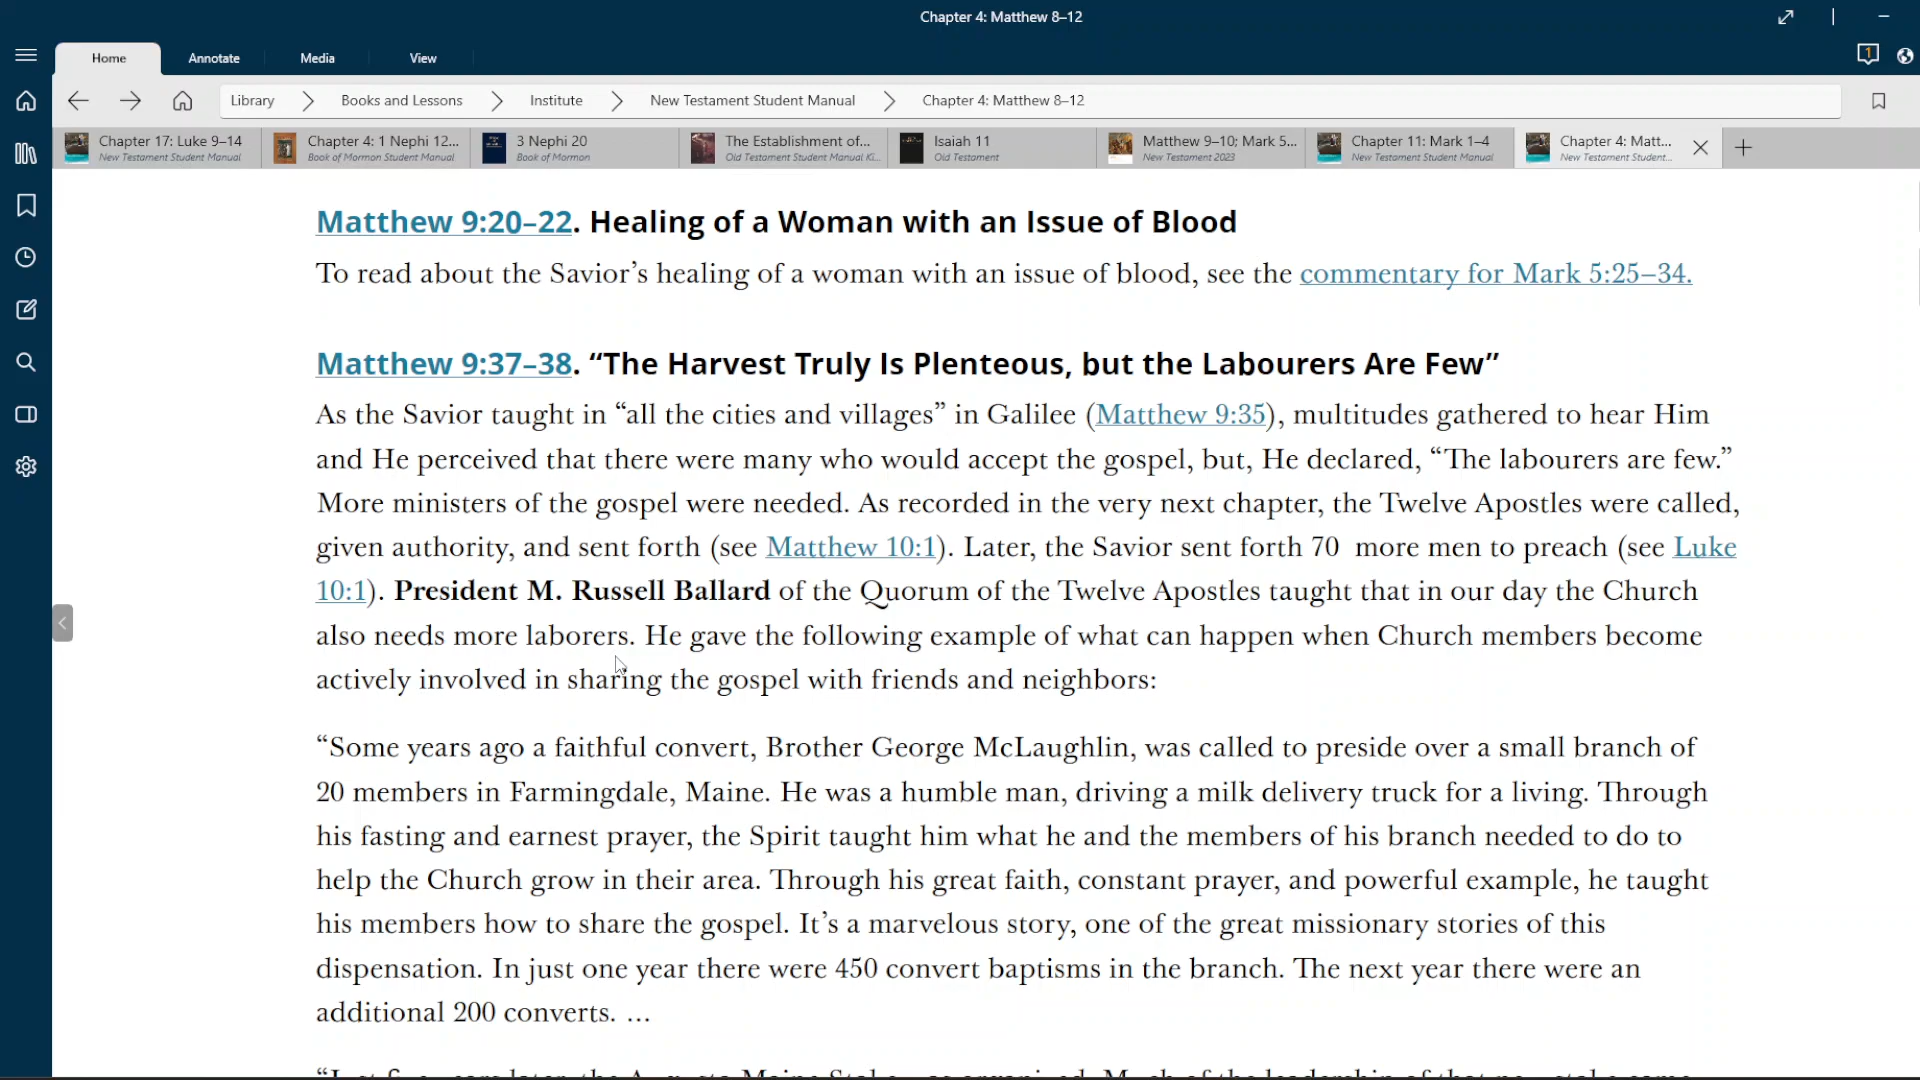 Chapter 4: Matthew 8–12
Home
Annotate
Media
View
1
Library
Books and Lessons
Institute
New Testament Student Manual
Chapter 4: Matthew 8–12
Chapter 17: Luke 9–14
New Testament Student Manual
Chapter 4: 1 Nephi 12...
Book of Mormon Student Manual
3 Nephi 20
Book of Mormon
The Establishment of...
Old Testament Student Manual Ki...
Isaiah 11
Old Testament
Matthew 9–10; Mark 5...
New Testament 2023
Chapter 11: Mark 1–4
New Testament Student Manual
Chapter 4: Matt...
New Testament Student...
Matthew 9:20–22. Healing of a Woman with an Issue of Blood
To read about the Savior’s healing of a woman with an issue of blood, see the commentary for Mark 5:25–34.
Matthew 9:37–38. “The Harvest Truly Is Plenteous, but the Labourers Are Few”
As the Savior taught in “all the cities and villages” in Galilee (Matthew 9:35), multitudes gathered to hear Him
and He perceived that there were many who would accept the gospel, but, He declared, “The labourers are few.”
More ministers of the gospel were needed. As recorded in the very next chapter, the Twelve Apostles were called,
given authority, and sent forth (see Matthew 10:1). Later, the Savior sent forth 70 more men to preach (see Luke
10:1). President M. Russell Ballard of the Quorum of the Twelve Apostles taught that in our day the Church
also needs more laborers. He gave the following example of what can happen when Church members become
actively involved in sharing the gospel with friends and neighbors:
“Some years ago a faithful convert, Brother George McLaughlin, was called to preside over a small branch of
20 members in Farmingdale, Maine. He was a humble man, driving a milk delivery truck for a living. Through
his fasting and earnest prayer, the Spirit taught him what he and the members of his branch needed to do to
help the Church grow in their area. Through his great faith, constant prayer, and powerful example, he taught
his members how to share the gospel. It’s a marvelous story, one of the great missionary stories of this
dispensation. In just one year there were 450 convert baptisms in the branch. The next year there were an
additional 200 converts. …